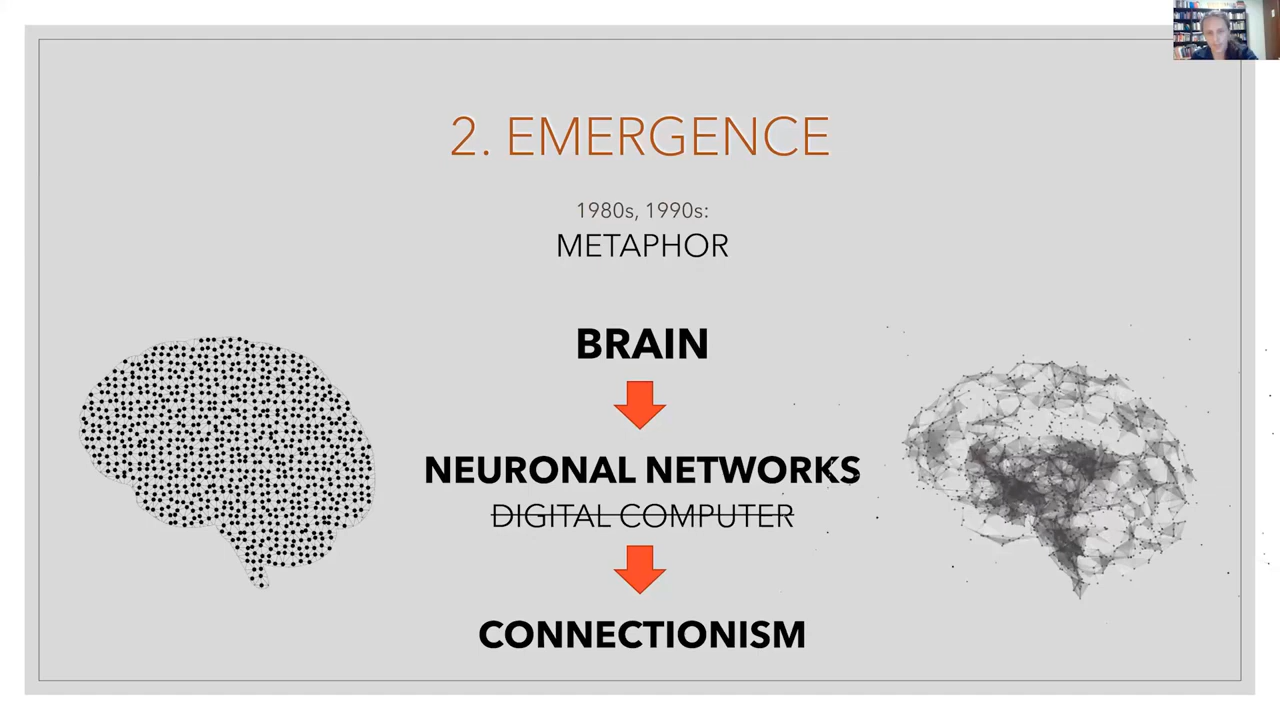 2. EMERGENCE
1980s, 1990s:
METAPHOR
BRAIN
NEURONAL NETWORKS
DIGITAL COMPUTER
CONNECTIONISM